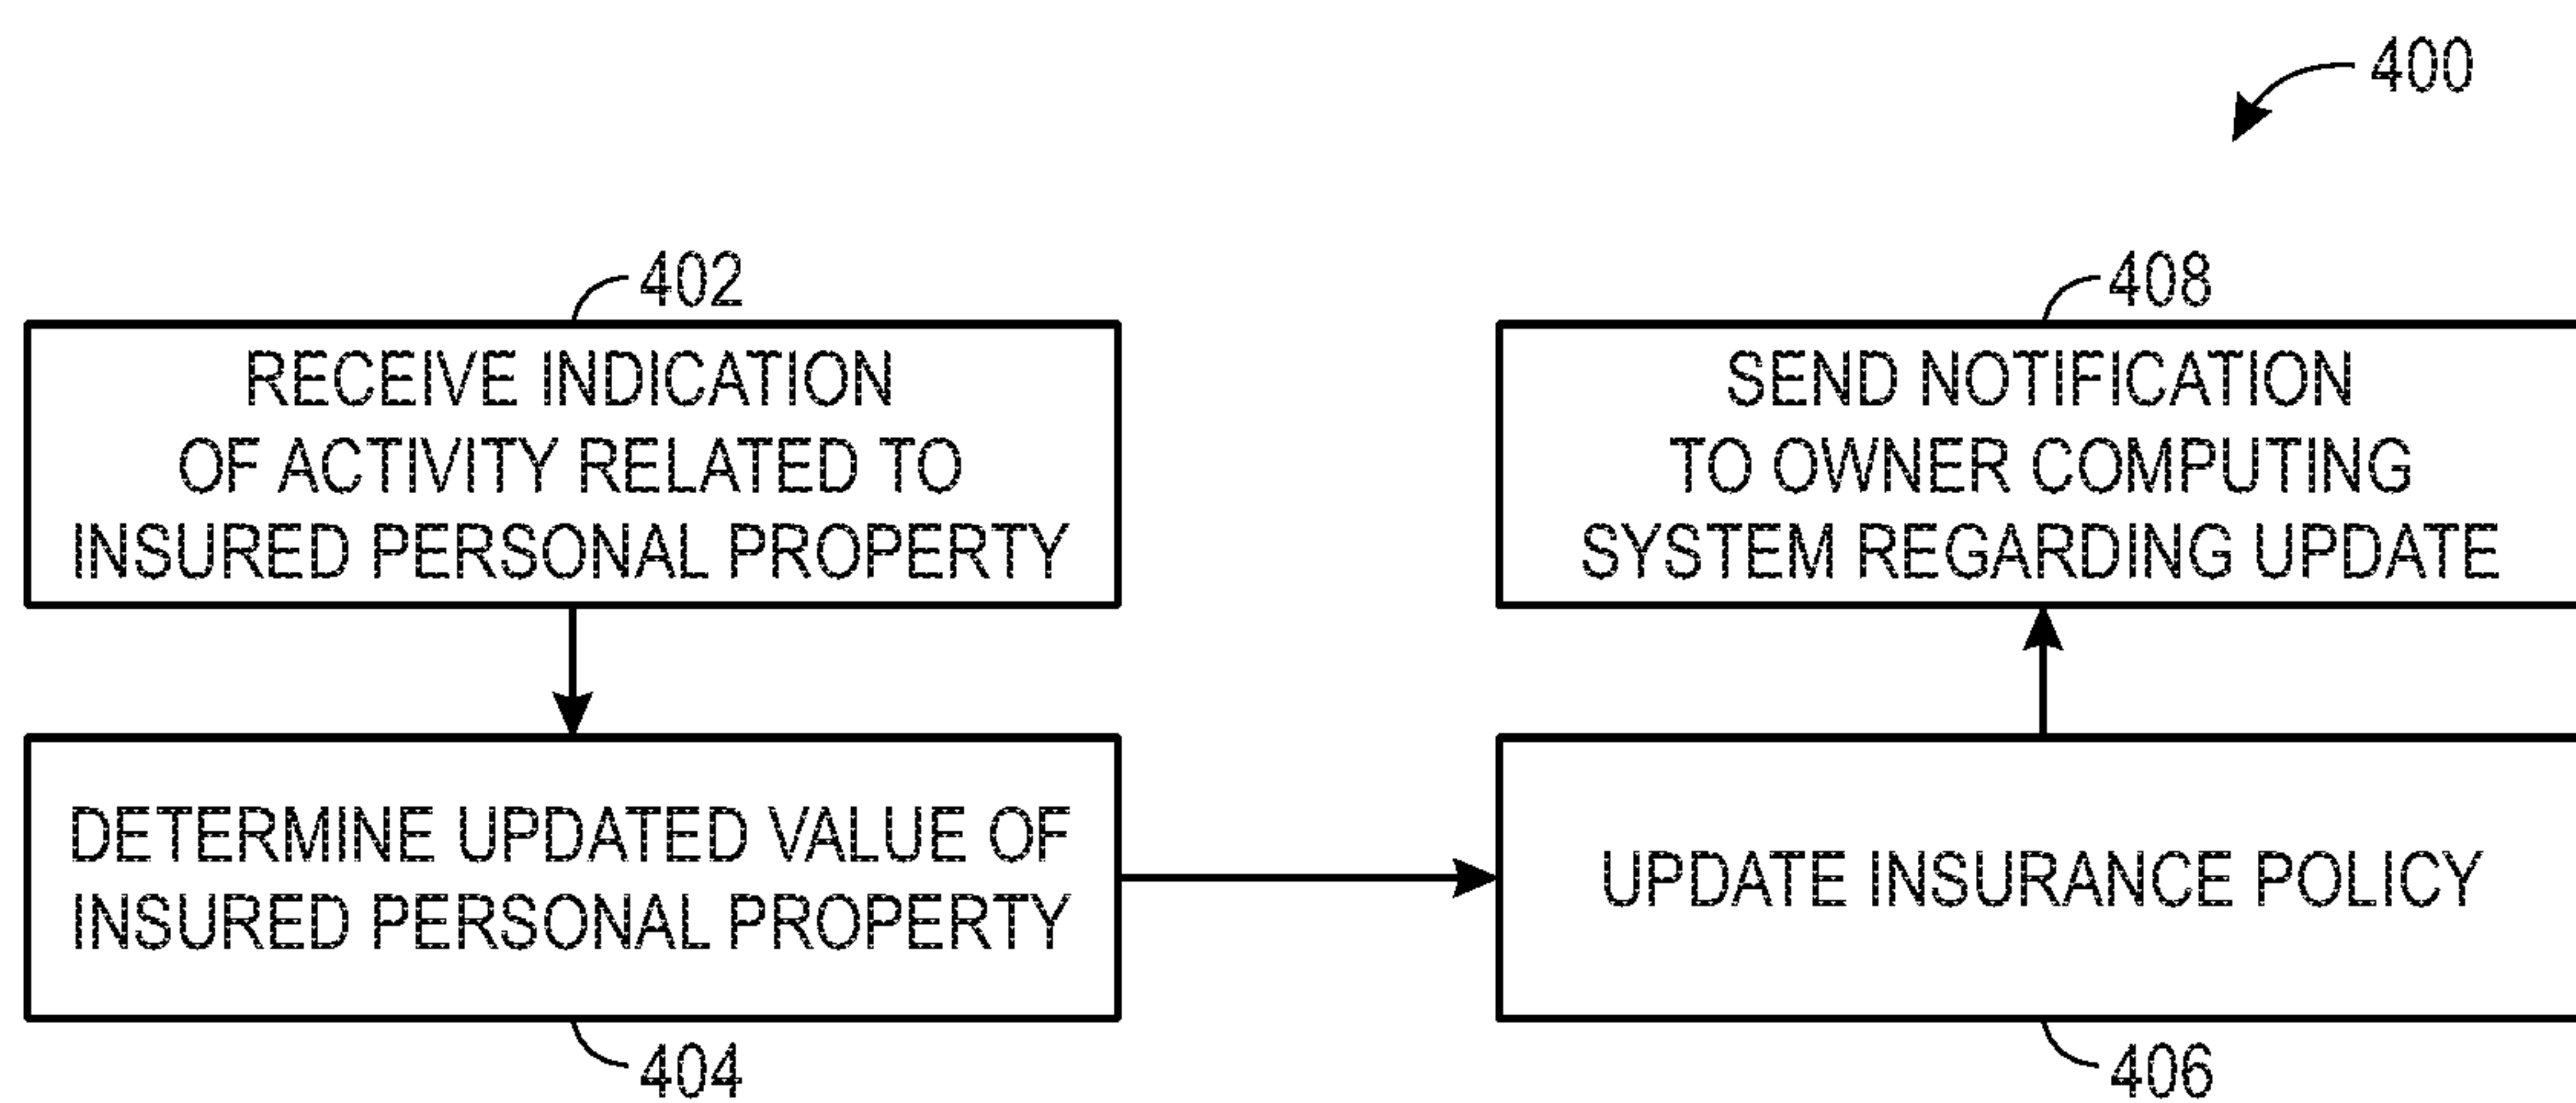 400
402
RECEIVE INDICATION
OF ACTIVITY RELATED TO
INSURED PERSONAL PROPERTY
DETERMINE UPDATED VALUE OF
INSURED PERSONAL PROPERTY
404
408
SEND NOTIFICATION
TO OWNER COMPUTING
SYSTEM REGARDING UPDATE
UPDATE INSURANCE POLICY
406